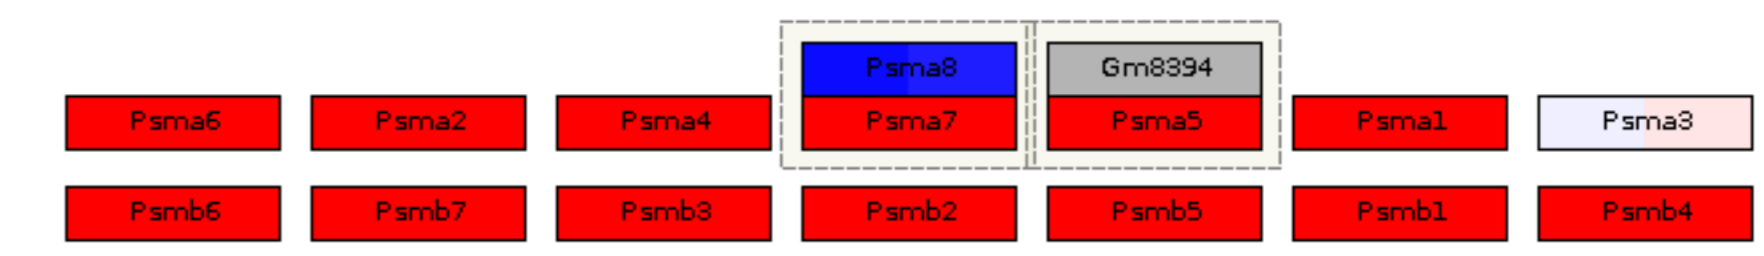 Psma8 Gm8394
Psma6 Psma2 Psma4 Psma7 Psma5 Psma1 Psma3
Psmb6 Psmb7 Psmb3 Psmb2 Psmb5 Psmb1 Psmb4